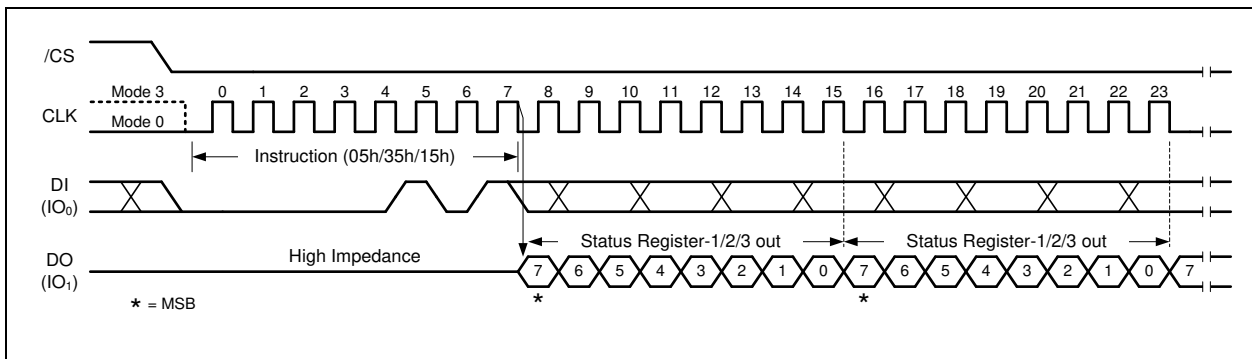 /CS
Mode 3 0 1 2 3 4 5 6 7 8 9 10 11 12 13 14 15 16 17 18 19 20 21 22 23
CLK
Mode 0
Instruction (05h/35h/15h)
DI
(IO₀)
Status Register-1/2/3 out Status Register-1/2/3 out
High Impedance
DO
(IO₁)
7 6 5 4 3 2 1 0 7 6 5 4 3 2 1 0 7
* *
* = MSB